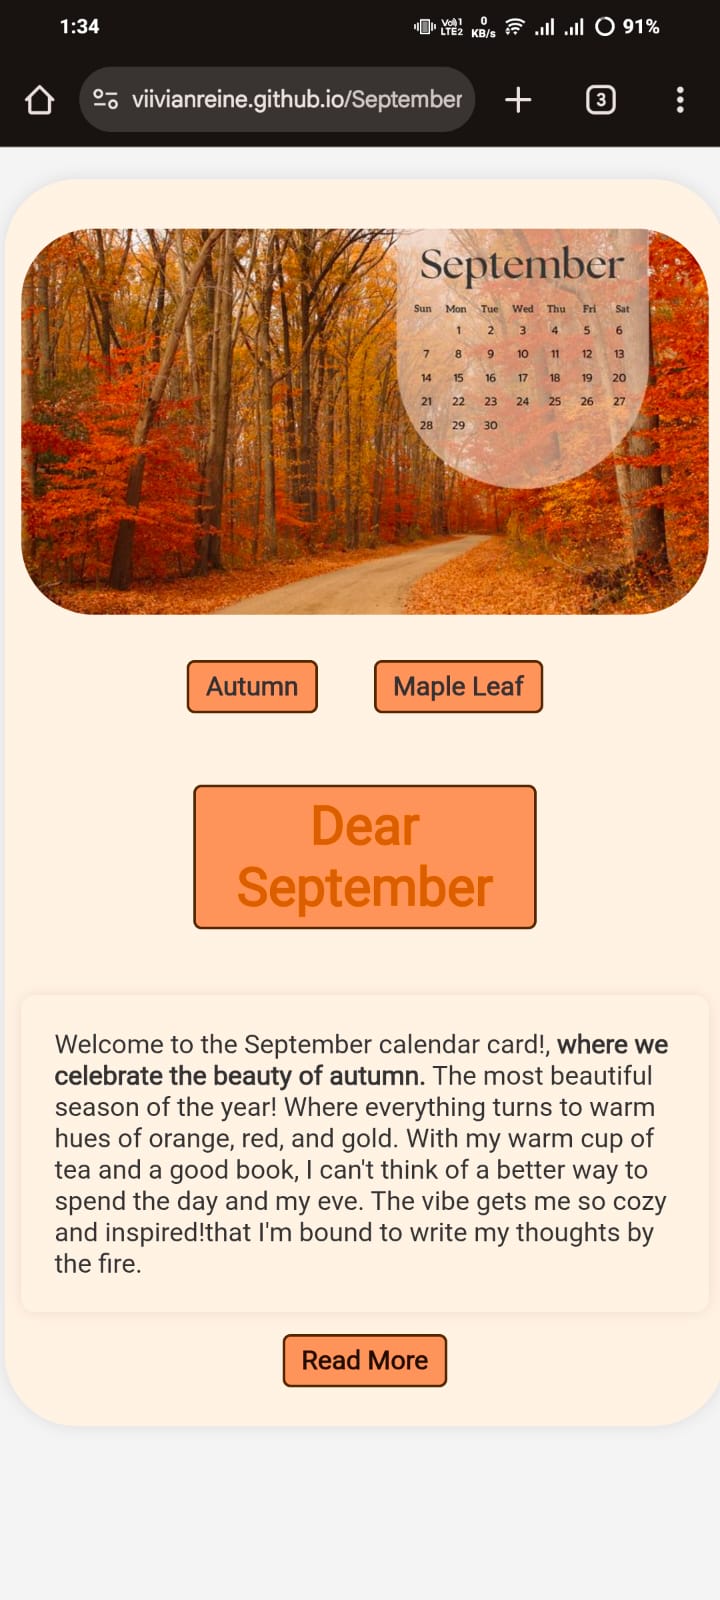 1:34
Vo) 1
LTE2
0
KB/s
91%
viivianreine.github.io/September
3
September
Sun Mon Tue Wed Thu Fri Sat
1 2 3 4 5 6
7 8 9 10 11 12 13
14 15 16 17 18 19 20
21 22 23 24 25 26 27
28 29 30
Autumn
Maple Leaf
Dear
September
Welcome to the September calendar card!, where we
celebrate the beauty of autumn. The most beautiful
season of the year! Where everything turns to warm
hues of orange, red, and gold. With my warm cup of
tea and a good book, I can't think of a better way to
spend the day and my eve. The vibe gets me so cozy
and inspired!that I'm bound to write my thoughts by
the fire.
Read More